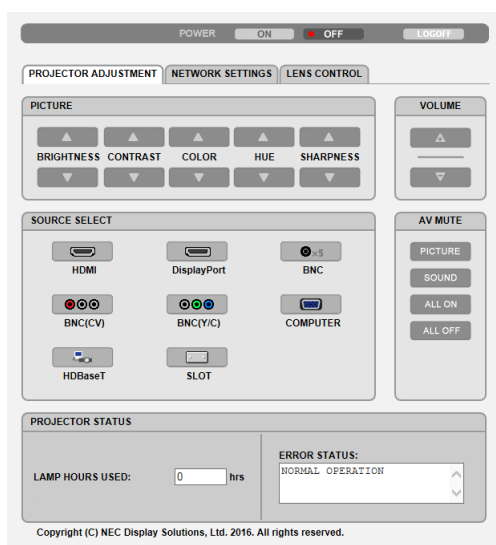 POWER ON OFF LOGOFF
PROJECTOR ADJUSTMENT NETWORK SETTINGS LENS CONTROL
PICTURE
BRIGHTNESS CONTRAST COLOR HUE SHARPNESS
VOLUME
SOURCE SELECT
HDMI DisplayPort x5 BNC
BNC(CV) BNC(Y/C) COMPUTER
HDBaseT SLOT
AV MUTE
PICTURE
SOUND
ALL ON
ALL OFF
PROJECTOR STATUS
LAMP HOURS USED: 0 hrs
ERROR STATUS:
NORMAL OPERATION
Copyright (C) NEC Display Solutions, Ltd. 2016. All rights reserved.